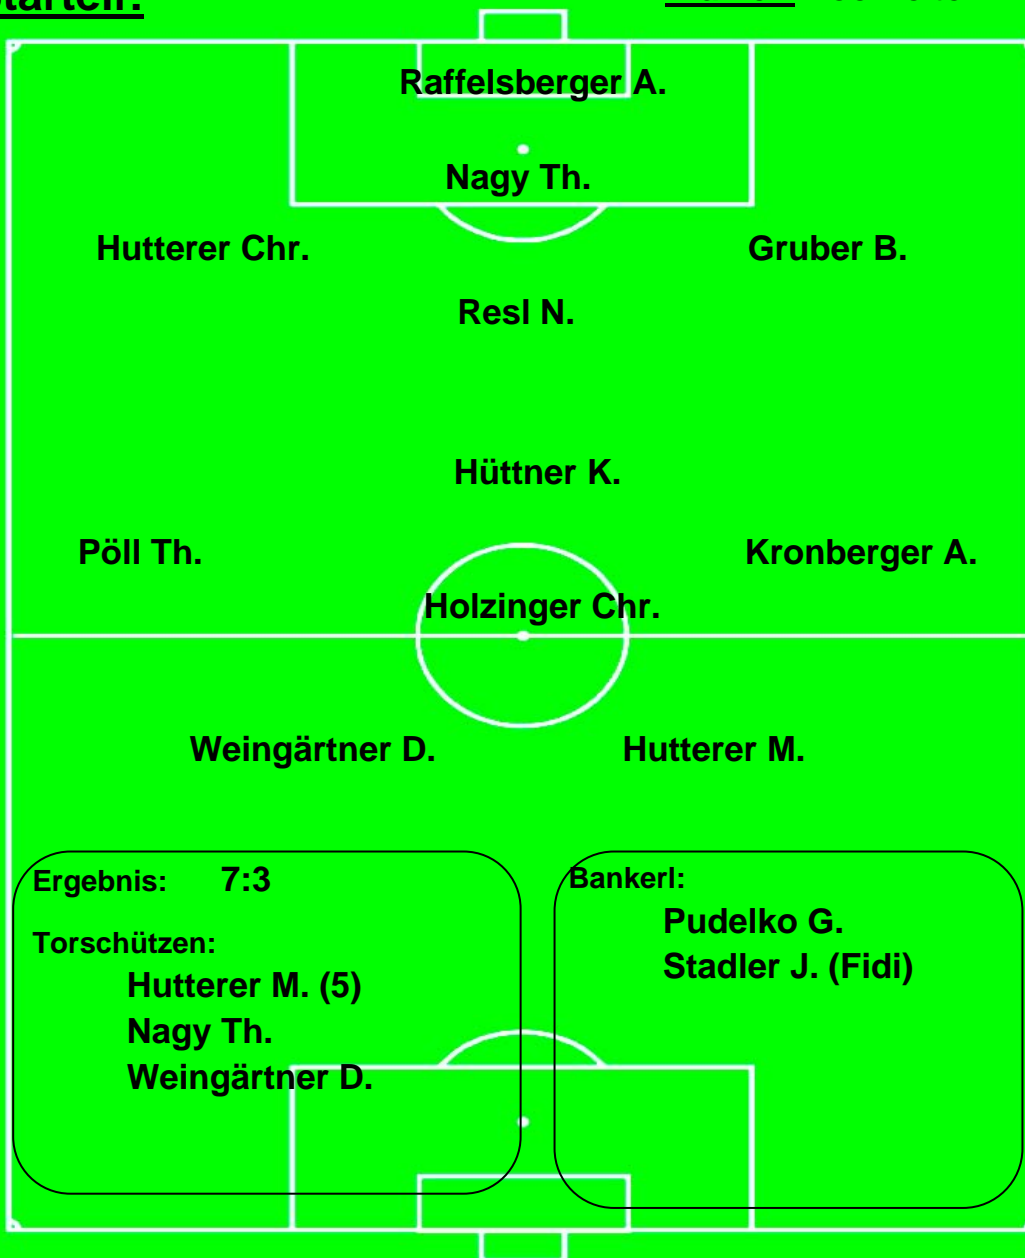 Raffelsberger A.
Nagy Th.
Hutterer Chr.
Gruber B.
Resl N.
Hüttner K.
Pöll Th.
Kronberger A.
Holzinger Chr.
Weingärtner D.
Hutterer M.
Ergebnis: 7:3
Torschützen:
Hutterer M. (5)
Nagy Th.
Weingärtner D.
Bankerl:
Pudelko G.
Stadler J. (Fidi)